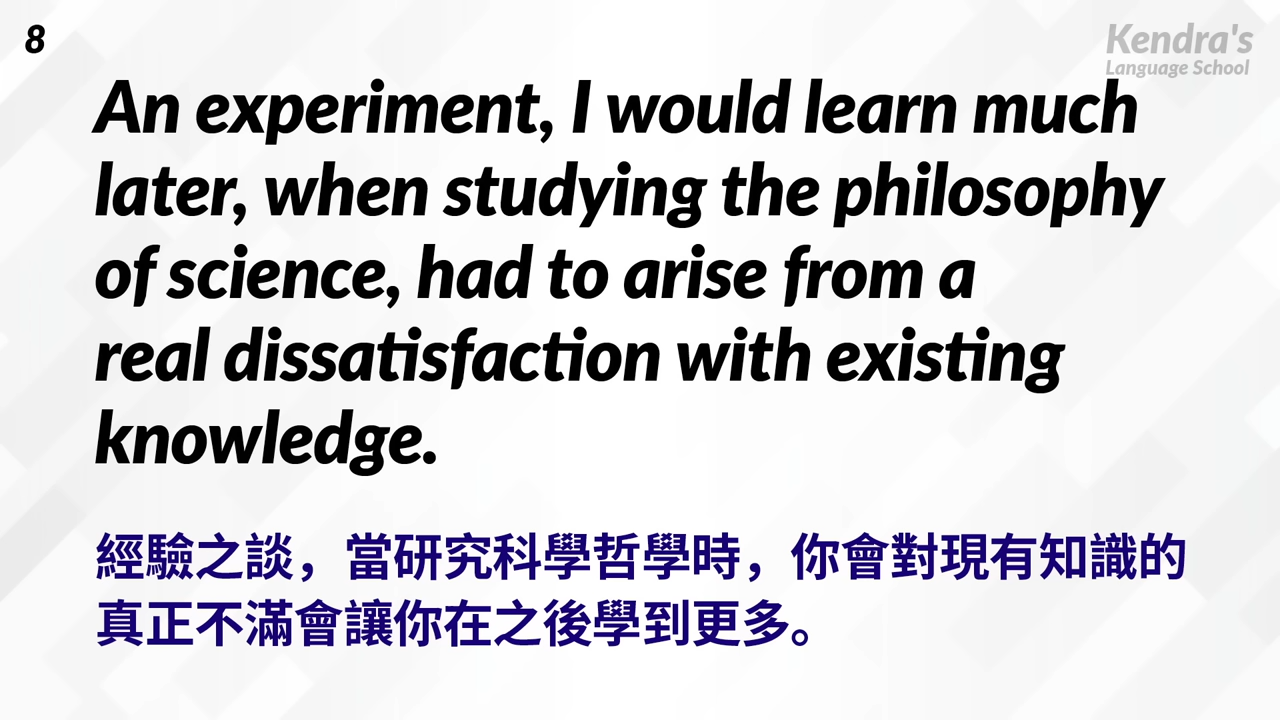 8
Kendra's
Language School
An experiment, I would learn much
later, when studying the philosophy
of science, had to arise from a
real dissatisfaction with existing
knowledge.
經驗之談，當研究科學哲學時，你會對現有知識的
真正不滿會讓你在之後學到更多。